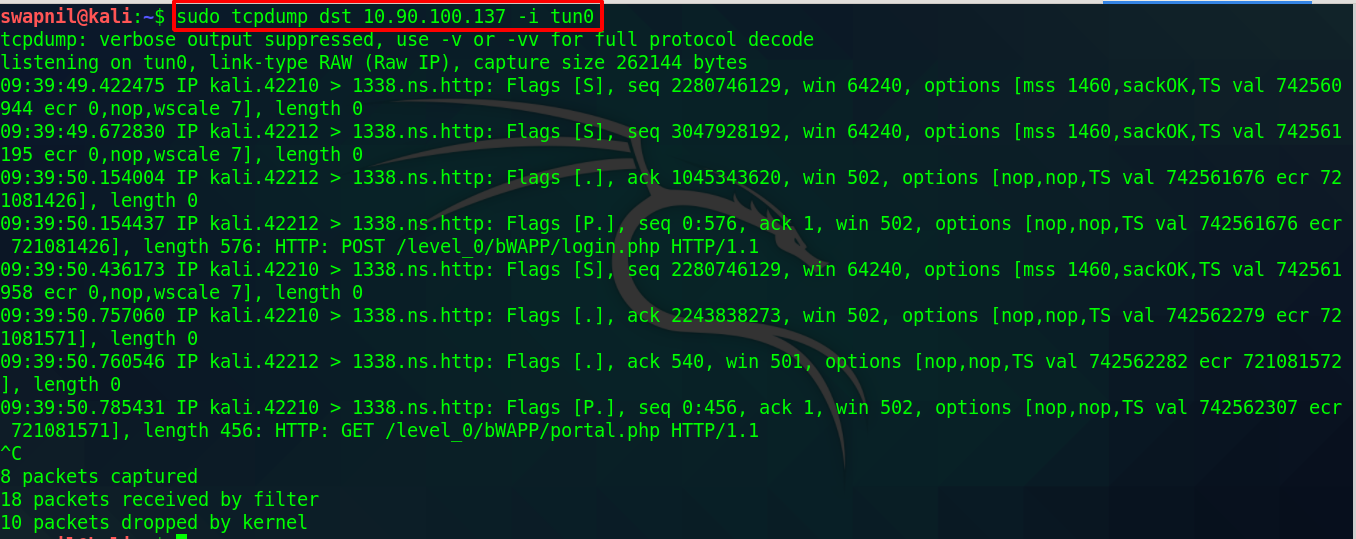 swapnil@kali:~$ sudo tcpdump dst 10.90.100.137 -i tun0
tcpdump: verbose output suppressed, use -v or -vv for full protocol decode
listening on tun0, link-type RAW (Raw IP), capture size 262144 bytes
09:39:49.422475 IP kali.42210 > 1338.ns.http: Flags [S], seq 2280746129, win 64240, options [mss 1460,sackOK,TS val 742560
944 ecr 0,nop,wscale 7], length 0
09:39:49.672830 IP kali.42212 > 1338.ns.http: Flags [S], seq 3047928192, win 64240, options [mss 1460,sackOK,TS val 742561
195 ecr 0,nop,wscale 7], length 0
09:39:50.154004 IP kali.42212 > 1338.ns.http: Flags [.], ack 1045343620, win 502, options [nop,nop,TS val 742561676 ecr 72
1081426], length 0
09:39:50.154437 IP kali.42212 > 1338.ns.http: Flags [P.], seq 0:576, ack 1, win 502, options [nop,nop,TS val 742561676 ecr
 721081426], length 576: HTTP: POST /level_0/bWAPP/login.php HTTP/1.1
09:39:50.436173 IP kali.42210 > 1338.ns.http: Flags [S], seq 2280746129, win 64240, options [mss 1460,sackOK,TS val 742561
958 ecr 0,nop,wscale 7], length 0
09:39:50.757060 IP kali.42210 > 1338.ns.http: Flags [.], ack 2243838273, win 502, options [nop,nop,TS val 742562279 ecr 72
1081571], length 0
09:39:50.760546 IP kali.42212 > 1338.ns.http: Flags [.], ack 540, win 501, options [nop,nop,TS val 742562282 ecr 721081572
], length 0
09:39:50.785431 IP kali.42210 > 1338.ns.http: Flags [P.], seq 0:456, ack 1, win 502, options [nop,nop,TS val 742562307 ecr
 721081571], length 456: HTTP: GET /level_0/bWAPP/portal.php HTTP/1.1
^C
8 packets captured
18 packets received by filter
10 packets dropped by kernel